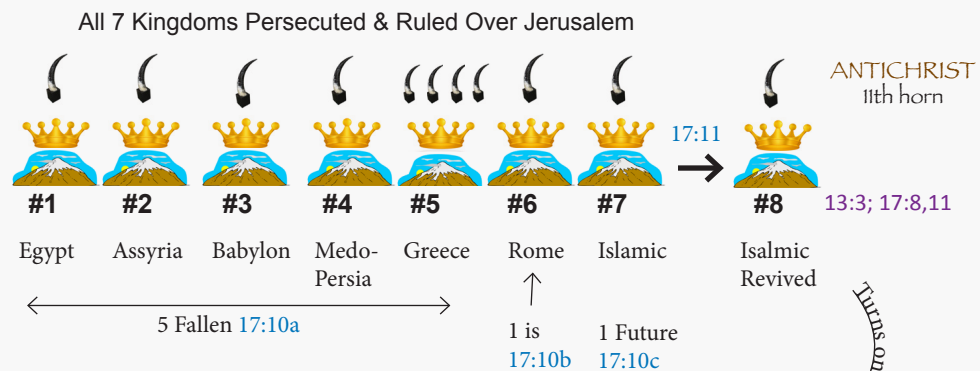 All 7 Kingdoms Persecuted & Ruled Over Jerusalem
ANTICHRIST
11th horn
17:11
#1 #2 #3 #4 #5 #6 #7 #8 13:3; 17:8,11
Egypt Assyria Babylon Medo- Greece Rome Islamic Isalmic
Persia Revived
5 Fallen 17:10a
1 is 1 Future
17:10b 17:10c
Turns on